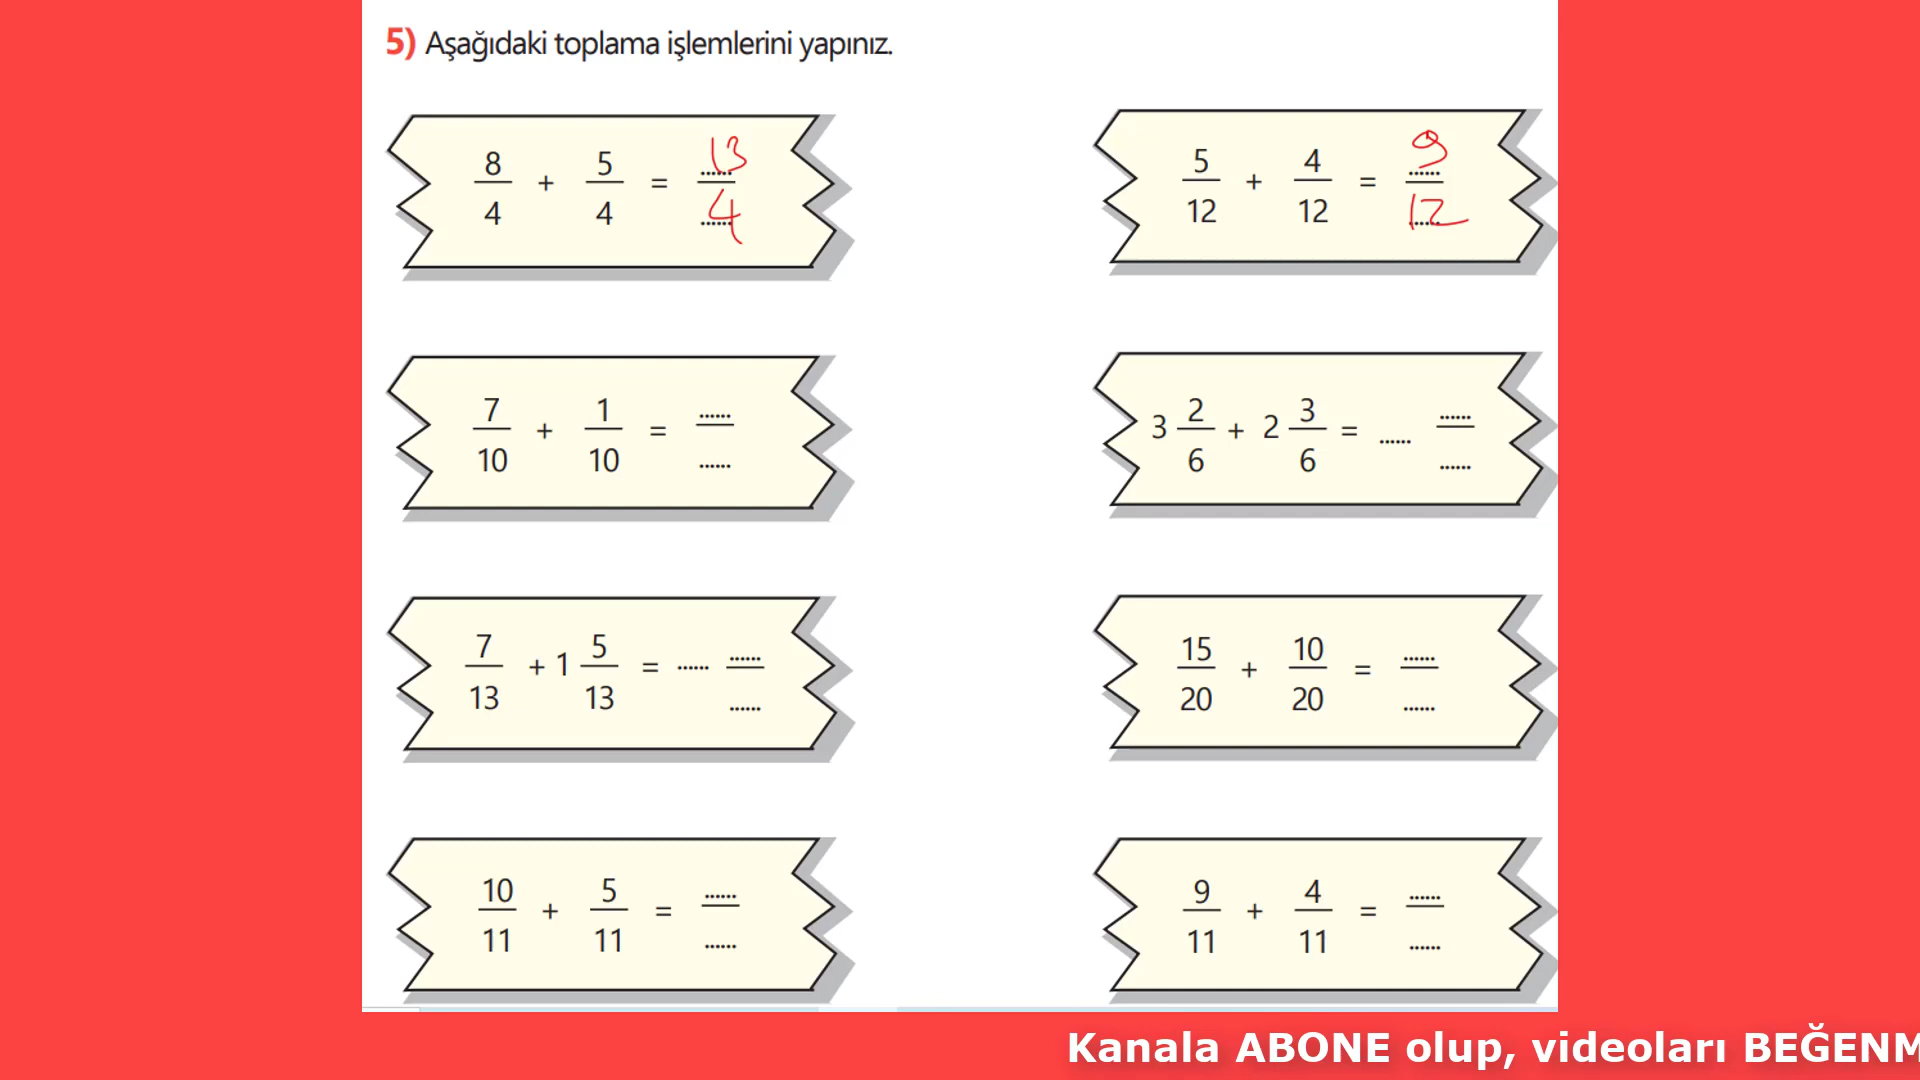 5) Aşağıdaki toplama işlemlerini yapınız.
8/4 + 5/4 = 13/4
5/12 + 4/12 = 9/12
7/10 + 1/10 = ...... / ......
3 2/6 + 2 3/6 = ...... ...... / ......
7/13 + 1 5/13 = ...... ...... / ......
15/20 + 10/20 = ...... / ......
10/11 + 5/11 = ...... / ......
9/11 + 4/11 = ...... / ......
Kanala ABONE olup, videoları BEĞENM